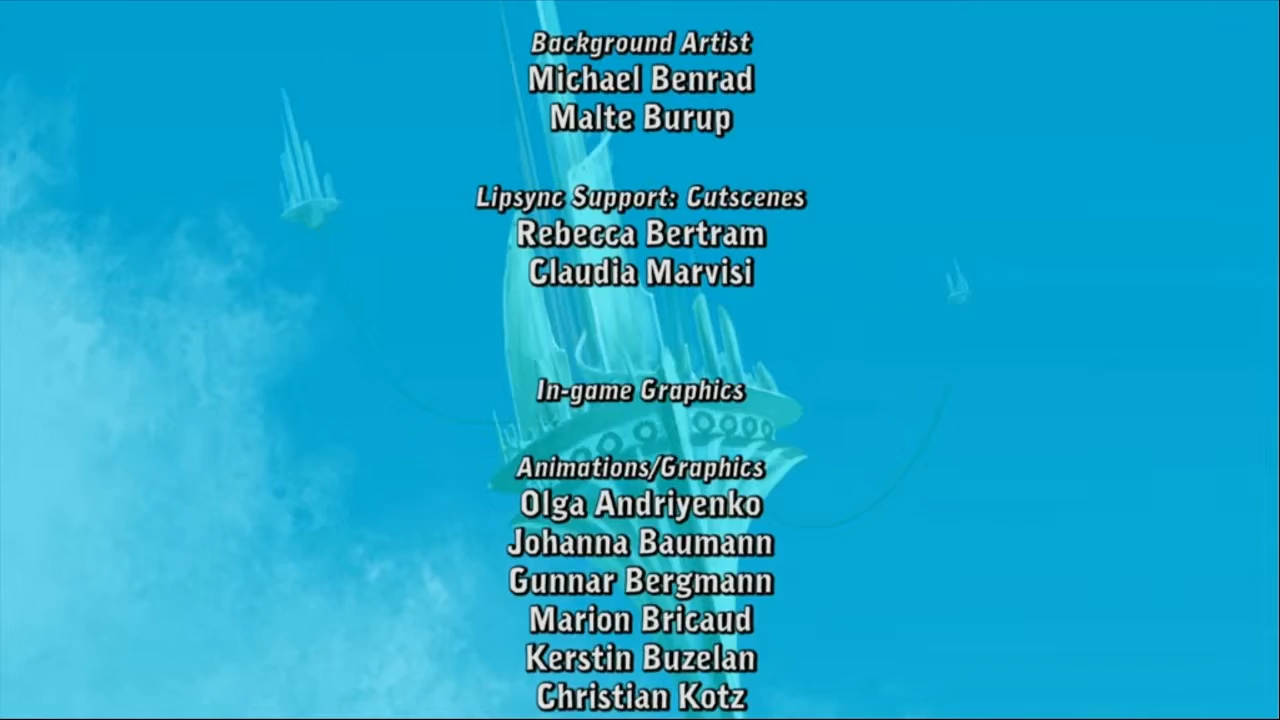 Background Artist
Michael Benrad
Malte Burup
Lipsync Support: Cutscenes
Rebecca Bertram
Claudia Marvisi
In-game Graphics
Animations/Graphics
Olga Andriyenko
Johanna Baumann
Gunnar Bergmann
Marion Bricaud
Kerstin Buzelan
Christian Kotz